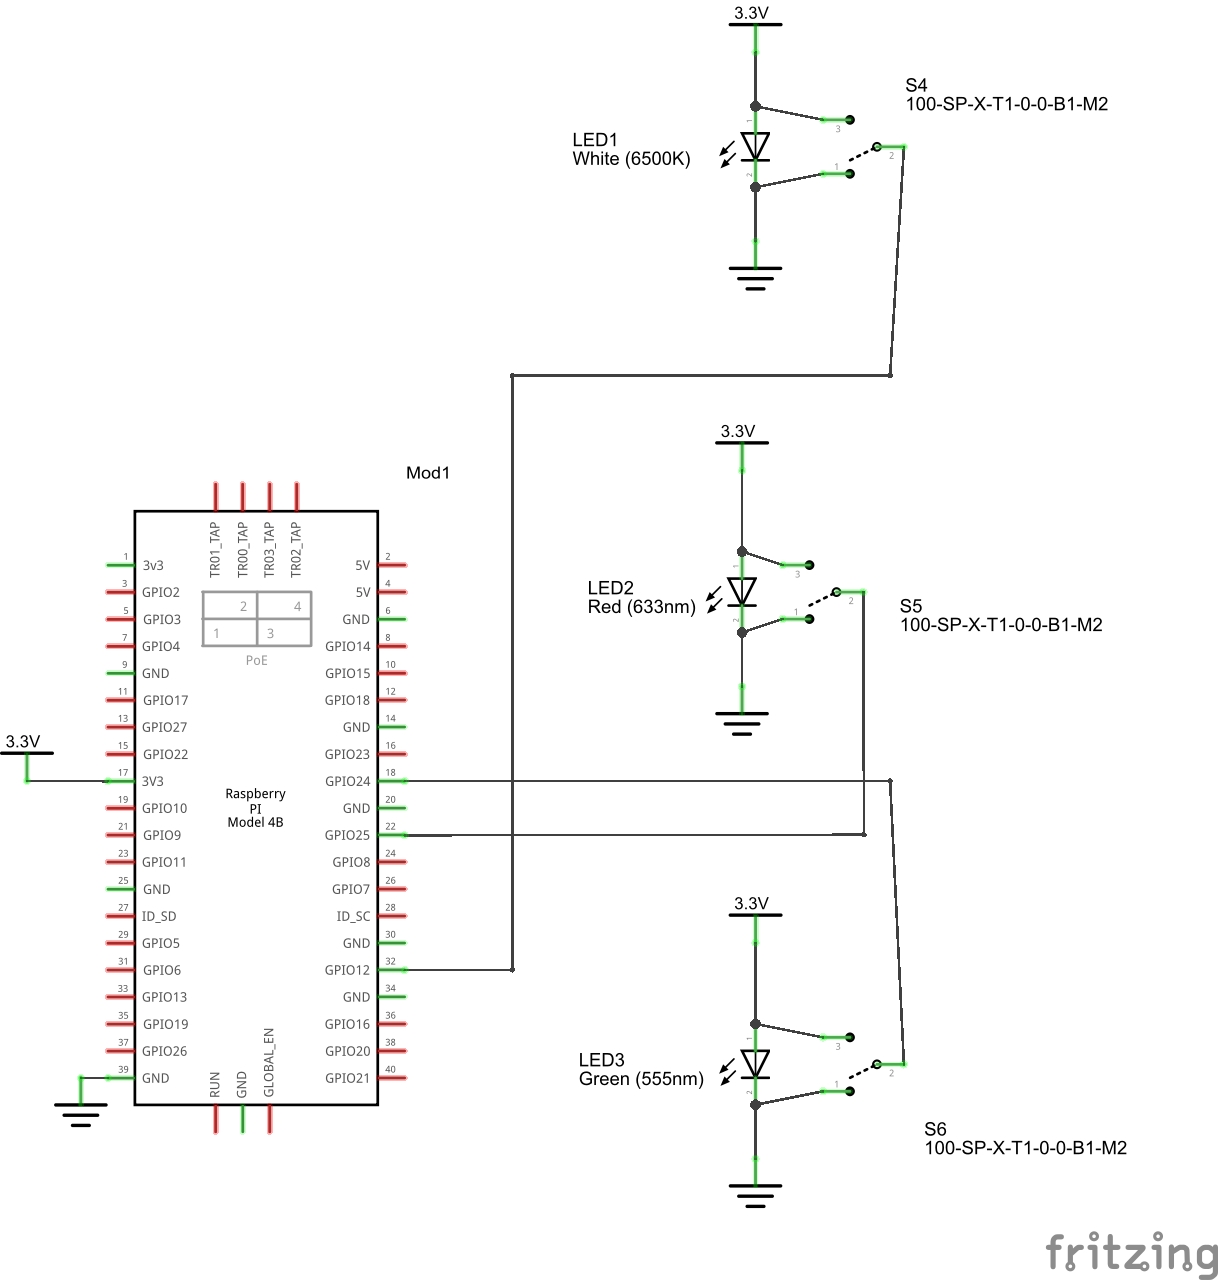 3.3V
S4
100-SP-X-T1-0-0-B1-M2
LED1
White (6500K)
1
2
3
2
1
3.3V
Mod1
LED2
Red (633nm)
1
2
3
2
1
S5
100-SP-X-T1-0-0-B1-M2
TR01_TAP
TR00_TAP
TR03_TAP
TR02_TAP
1 3v3
3 GPIO2
5 GPIO3
7 GPIO4
9 GND
11 GPIO17
13 GPIO27
15 GPIO22
17 3V3
19 GPIO10
21 GPIO9
23 GPIO11
25 GND
27 ID_SD
29 GPIO5
31 GPIO6
33 GPIO13
35 GPIO19
37 GPIO26
39 GND
2 4
1 3
PoE
Raspberry
PI
Model 4B
5V 2
5V 4
GND 6
GPIO14 8
GPIO15 10
GPIO18 12
GND 14
GPIO23 16
GPIO24 18
GND 20
GPIO25 22
GPIO8 24
GPIO7 26
ID_SC 28
GND 30
GPIO12 32
GND 34
GPIO16 36
GPIO20 38
GPIO21 40
RUN
GND
GLOBAL_EN
3.3V
3.3V
LED3
Green (555nm)
1
2
3
2
1
S6
100-SP-X-T1-0-0-B1-M2
fritzing